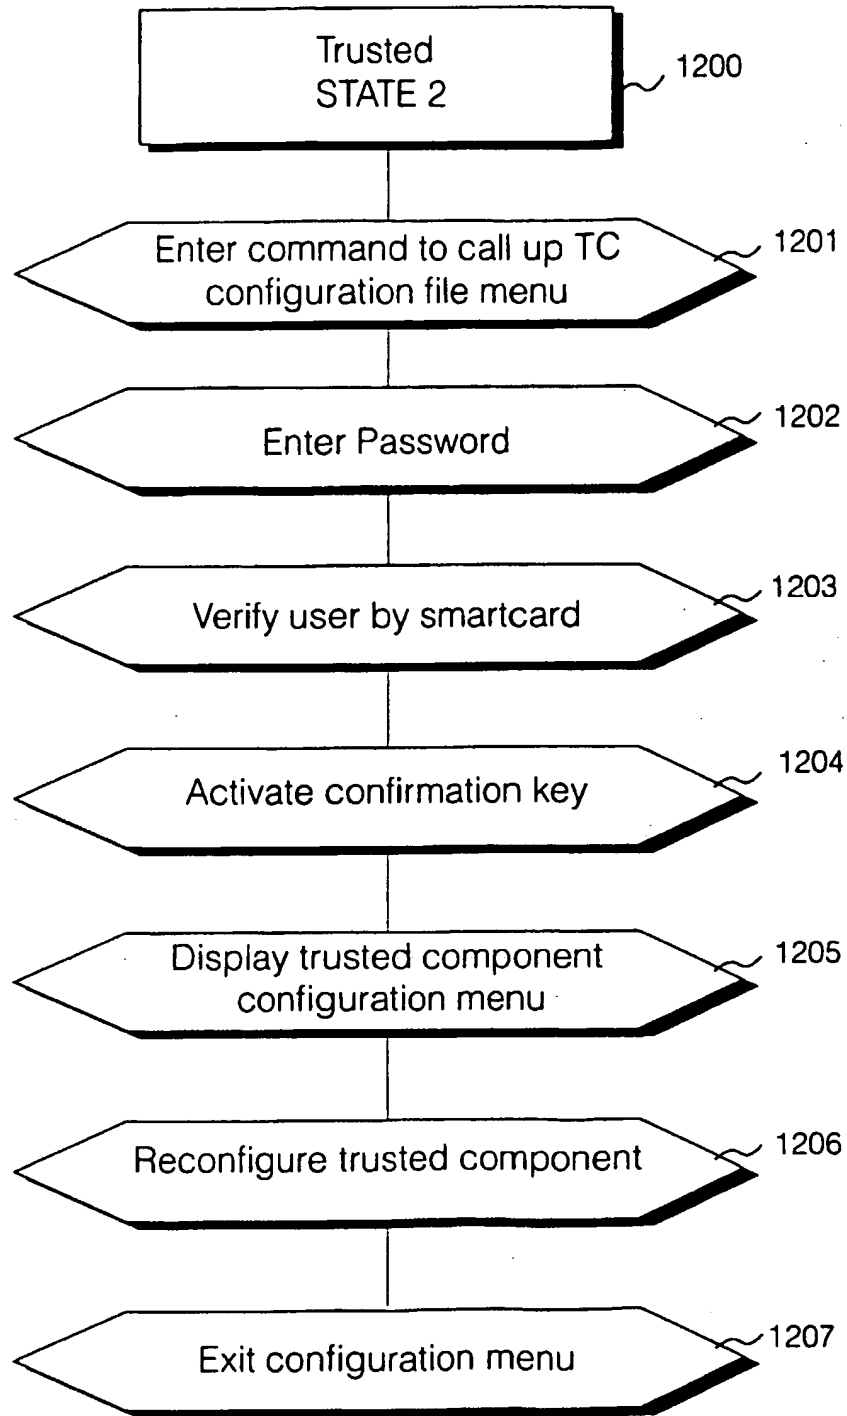 Trusted
STATE 2
1200
Enter command to call up TC
configuration file menu
1201
Enter Password
1202
Verify user by smartcard
1203
Activate confirmation key
1204
Display trusted component
configuration menu
1205
Reconfigure trusted component
1206
Exit configuration menu
1207